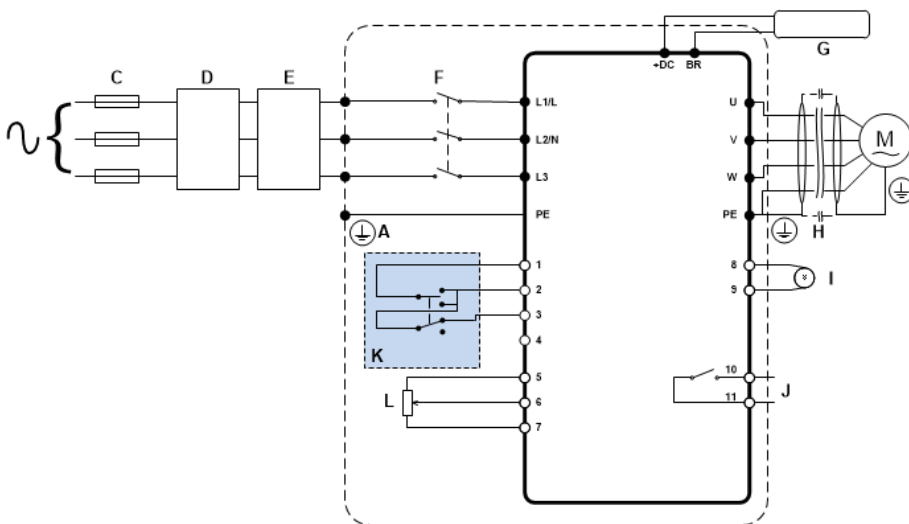 G
+DC BR
C D E F
L1/L U
L2/N V
M
L3 W
PE PE
A H
1 8
I
2 9
3
4
K
5 10
J
L 6 11
7